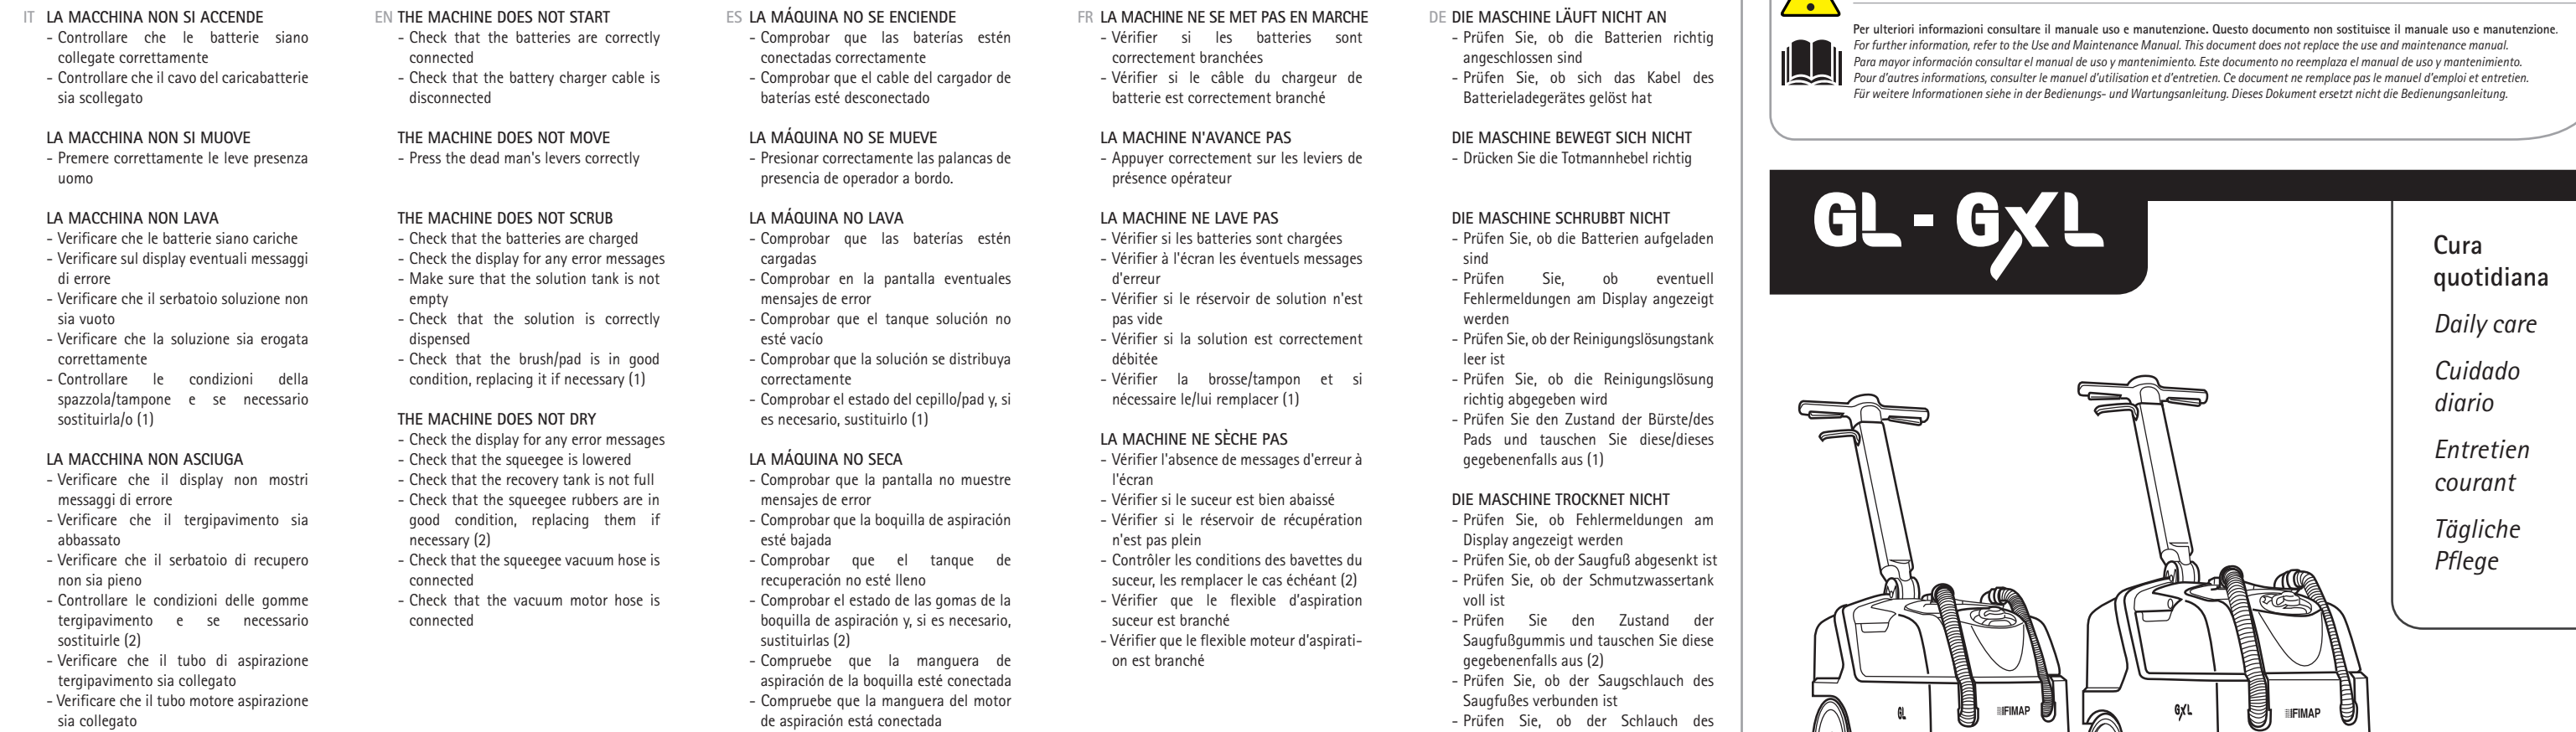 IT LA MACCHINA NON SI ACCENDE
- Controllare che le batterie siano
collegate correttamente
- Controllare che il cavo del caricabatterie
sia scollegato
LA MACCHINA NON SI MUOVE
- Premere correttamente le leve presenza
uomo
LA MACCHINA NON LAVA
- Verificare che le batterie siano cariche
- Verificare sul display eventuali messaggi
di errore
- Verificare che il serbatoio soluzione non
sia vuoto
- Verificare che la soluzione sia erogata
correttamente
- Controllare le condizioni della
spazzola/tampone e se necessario
sostituirla/o (1)
LA MACCHINA NON ASCIUGA
- Verificare che il display non mostri
messaggi di errore
- Verificare che il tergipavimento sia
abbassato
- Verificare che il serbatoio di recupero
non sia pieno
- Controllare le condizioni delle gomme
tergipavimento e se necessario
sostituirle (2)
- Verificare che il tubo di aspirazione
tergipavimento sia collegato
- Verificare che il tubo motore aspirazione
sia collegato
EN THE MACHINE DOES NOT START
- Check that the batteries are correctly
connected
- Check that the battery charger cable is
disconnected
THE MACHINE DOES NOT MOVE
- Press the dead man's levers correctly
THE MACHINE DOES NOT SCRUB
- Check that the batteries are charged
- Check the display for any error messages
- Make sure that the solution tank is not
empty
- Check that the solution is correctly
dispensed
- Check that the brush/pad is in good
condition, replacing it if necessary (1)
THE MACHINE DOES NOT DRY
- Check the display for any error messages
- Check that the squeegee is lowered
- Check that the recovery tank is not full
- Check that the squeegee rubbers are in
good condition, replacing them if
necessary (2)
- Check that the squeegee vacuum hose is
connected
- Check that the vacuum motor hose is
connected
ES LA MÁQUINA NO SE ENCIENDE
- Comprobar que las baterías estén
conectadas correctamente
- Comprobar que el cable del cargador de
baterías esté desconectado
LA MÁQUINA NO SE MUEVE
- Presionar correctamente las palancas de
presencia de operador a bordo.
LA MÁQUINA NO LAVA
- Comprobar que las baterías estén
cargadas
- Comprobar en la pantalla eventuales
mensajes de error
- Comprobar que el tanque solución no
esté vacío
- Comprobar que la solución se distribuya
correctamente
- Comprobar el estado del cepillo/pad y, si
es necesario, sustituirlo (1)
LA MÁQUINA NO SECA
- Comprobar que la pantalla no muestre
mensajes de error
- Comprobar que la boquilla de aspiración
esté bajada
- Comprobar que el tanque de
recuperación no esté lleno
- Comprobar el estado de las gomas de la
boquilla de aspiración y, si es necesario,
sustituirlas (2)
- Compruebe que la manguera de
aspiración de la boquilla esté conectada
- Compruebe que la manguera del motor
de aspiración está conectada
FR LA MACHINE NE SE MET PAS EN MARCHE
- Vérifier si les batteries sont
correctement branchées
- Vérifier si le câble du chargeur de
batterie est correctement branché
LA MACHINE N'AVANCE PAS
- Appuyer correctement sur les leviers de
présence opérateur
LA MACHINE NE LAVE PAS
- Vérifier si les batteries sont chargées
- Vérifier à l'écran les éventuels messages
d'erreur
- Vérifier si le réservoir de solution n'est
pas vide
- Vérifier si la solution est correctement
débitée
- Vérifier la brosse/tampon et si
nécessaire le/lui remplacer (1)
LA MACHINE NE SÈCHE PAS
- Vérifier l'absence de messages d'erreur à
l'écran
- Vérifier si le suceur est bien abaissé
- Vérifier si le réservoir de récupération
n'est pas plein
- Contrôler les conditions des bavettes du
suceur, les remplacer le cas échéant (2)
- Vérifier que le flexible d'aspiration
suceur est branché
- Vérifier que le flexible moteur d'aspirati-
on est branché
DE DIE MASCHINE LÄUFT NICHT AN
- Prüfen Sie, ob die Batterien richtig
angeschlossen sind
- Prüfen Sie, ob sich das Kabel des
Batterieladegerätes gelöst hat
DIE MASCHINE BEWEGT SICH NICHT
- Drücken Sie die Totmannhebel richtig
DIE MASCHINE SCHRUBBT NICHT
- Prüfen Sie, ob die Batterien aufgeladen
sind
- Prüfen Sie, ob eventuell
Fehlermeldungen am Display angezeigt
werden
- Prüfen Sie, ob der Reinigungslösungstank
leer ist
- Prüfen Sie, ob die Reinigungslösung
richtig abgegeben wird
- Prüfen Sie den Zustand der Bürste/des
Pads und tauschen Sie diese/dieses
gegebenenfalls aus (1)
DIE MASCHINE TROCKNET NICHT
- Prüfen Sie, ob Fehlermeldungen am
Display angezeigt werden
- Prüfen Sie, ob der Saugfuß abgesenkt ist
- Prüfen Sie, ob der Schmutzwassertank
voll ist
- Prüfen Sie den Zustand der
Saugfußgummis und tauschen Sie diese
gegebenenfalls aus (2)
- Prüfen Sie, ob der Saugschlauch des
Saugfußes verbunden ist
- Prüfen Sie, ob der Schlauch des
Per ulteriori informazioni consultare il manuale uso e manutenzione. Questo documento non sostituisce il manuale uso e manutenzione.
For further information, refer to the Use and Maintenance Manual. This document does not replace the use and maintenance manual.
Para mayor información consultar el manual de uso y mantenimiento. Este documento no reemplaza el manual de uso y mantenimiento.
Pour d'autres informations, consulter le manuel d'utilisation et d'entretien. Ce document ne remplace pas le manuel d'emploi et entretien.
Für weitere Informationen siehe in der Bedienungs- und Wartungsanleitung. Dieses Dokument ersetzt nicht die Bedienungsanleitung.
GL - GXL
Cura
quotidiana
Daily care
Cuidado
diario
Entretien
courant
Tägliche
Pflege
GL
FIMAP
GXL
FIMAP